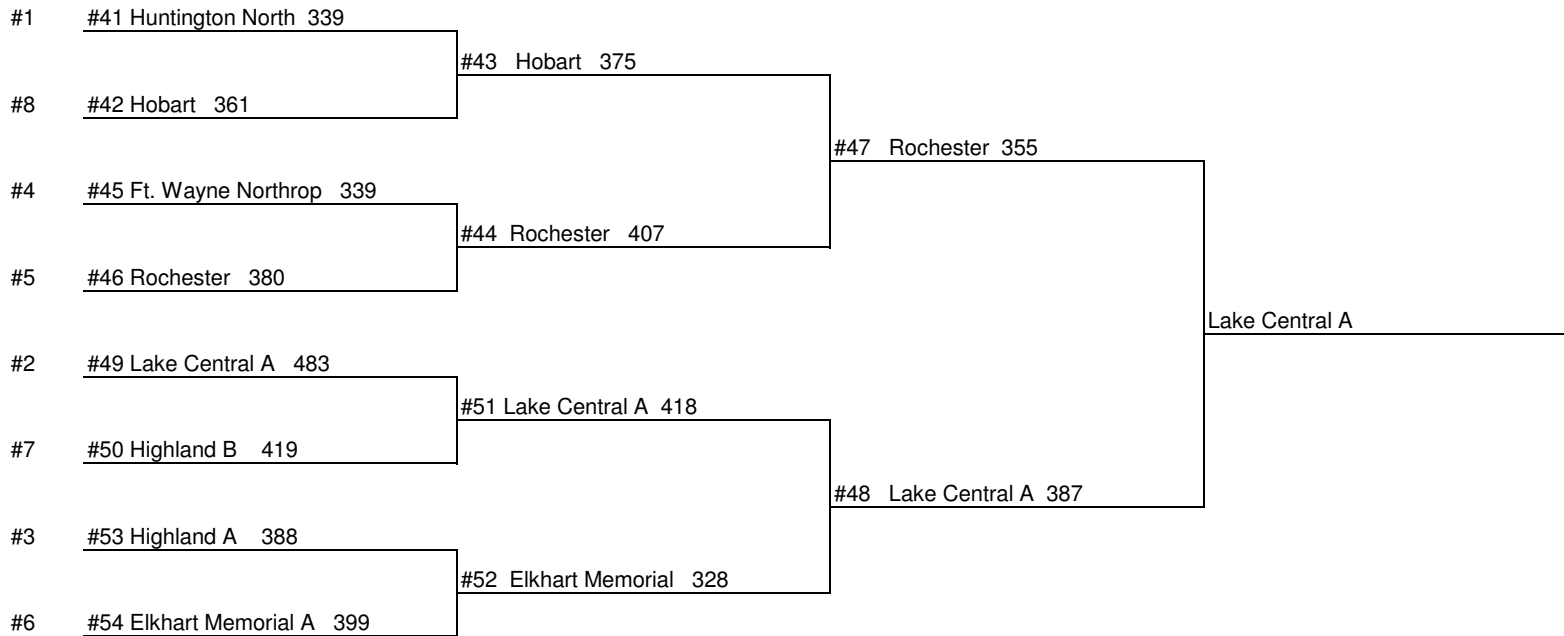 #1 #41 Huntington North 339
#43 Hobart 375
#8 #42 Hobart 361
#47 Rochester 355
#4 #45 Ft. Wayne Northrop 339
#44 Rochester 407
#5 #46 Rochester 380
Lake Central A
#2 #49 Lake Central A 483
#51 Lake Central A 418
#7 #50 Highland B 419
#48 Lake Central A 387
#3 #53 Highland A 388
#52 Elkhart Memorial 328
#6 #54 Elkhart Memorial A 399